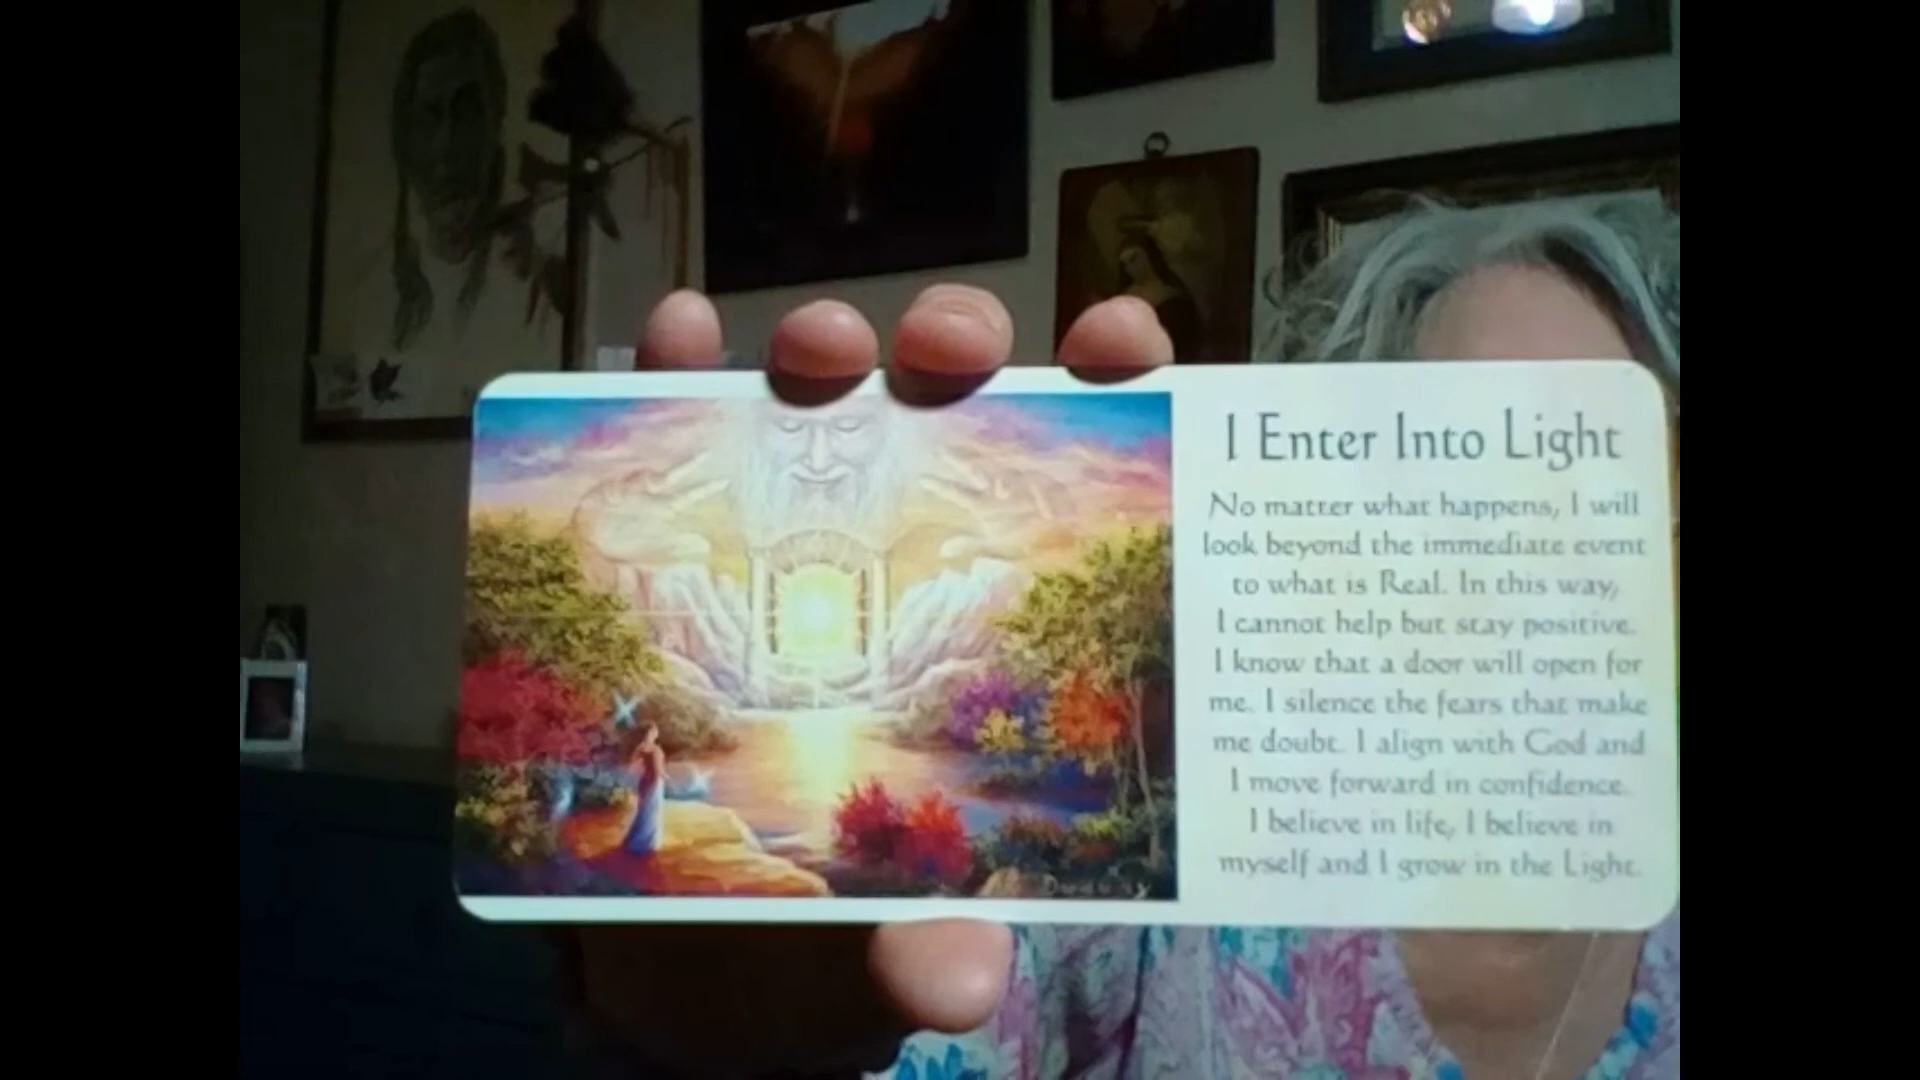 I Enter Into Light
No matter what happens, I will
look beyond the immediate event
to what is Real. In this way,
I cannot help but stay positive.
I know that a door will open for
me. I silence the fears that make
me doubt. I align with God and
I move forward in confidence.
I believe in life, I believe in
myself and I grow in the Light.